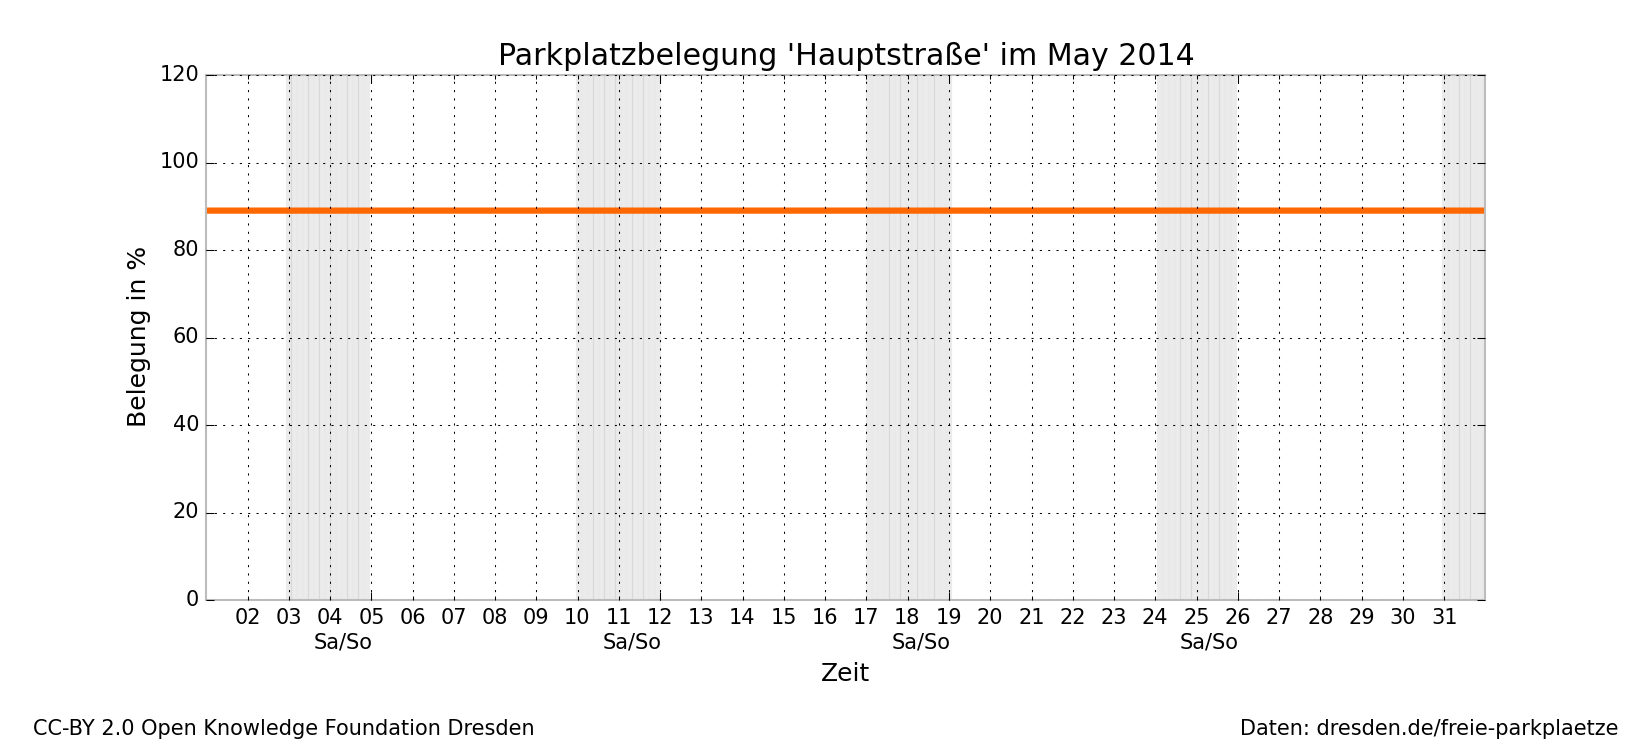 Parkplatzbelegung 'Hauptstraße' im May 2014
120
100
80
60
40
20
0
Belegung in %
02 03 04 05 06 07 08 09 10 11 12 13 14 15 16 17 18 19 20 21 22 23 24 25 26 27 28 29 30 31
Sa/So Sa/So Sa/So Sa/So
Zeit
CC-BY 2.0 Open Knowledge Foundation Dresden
Daten: dresden.de/freie-parkplaetze